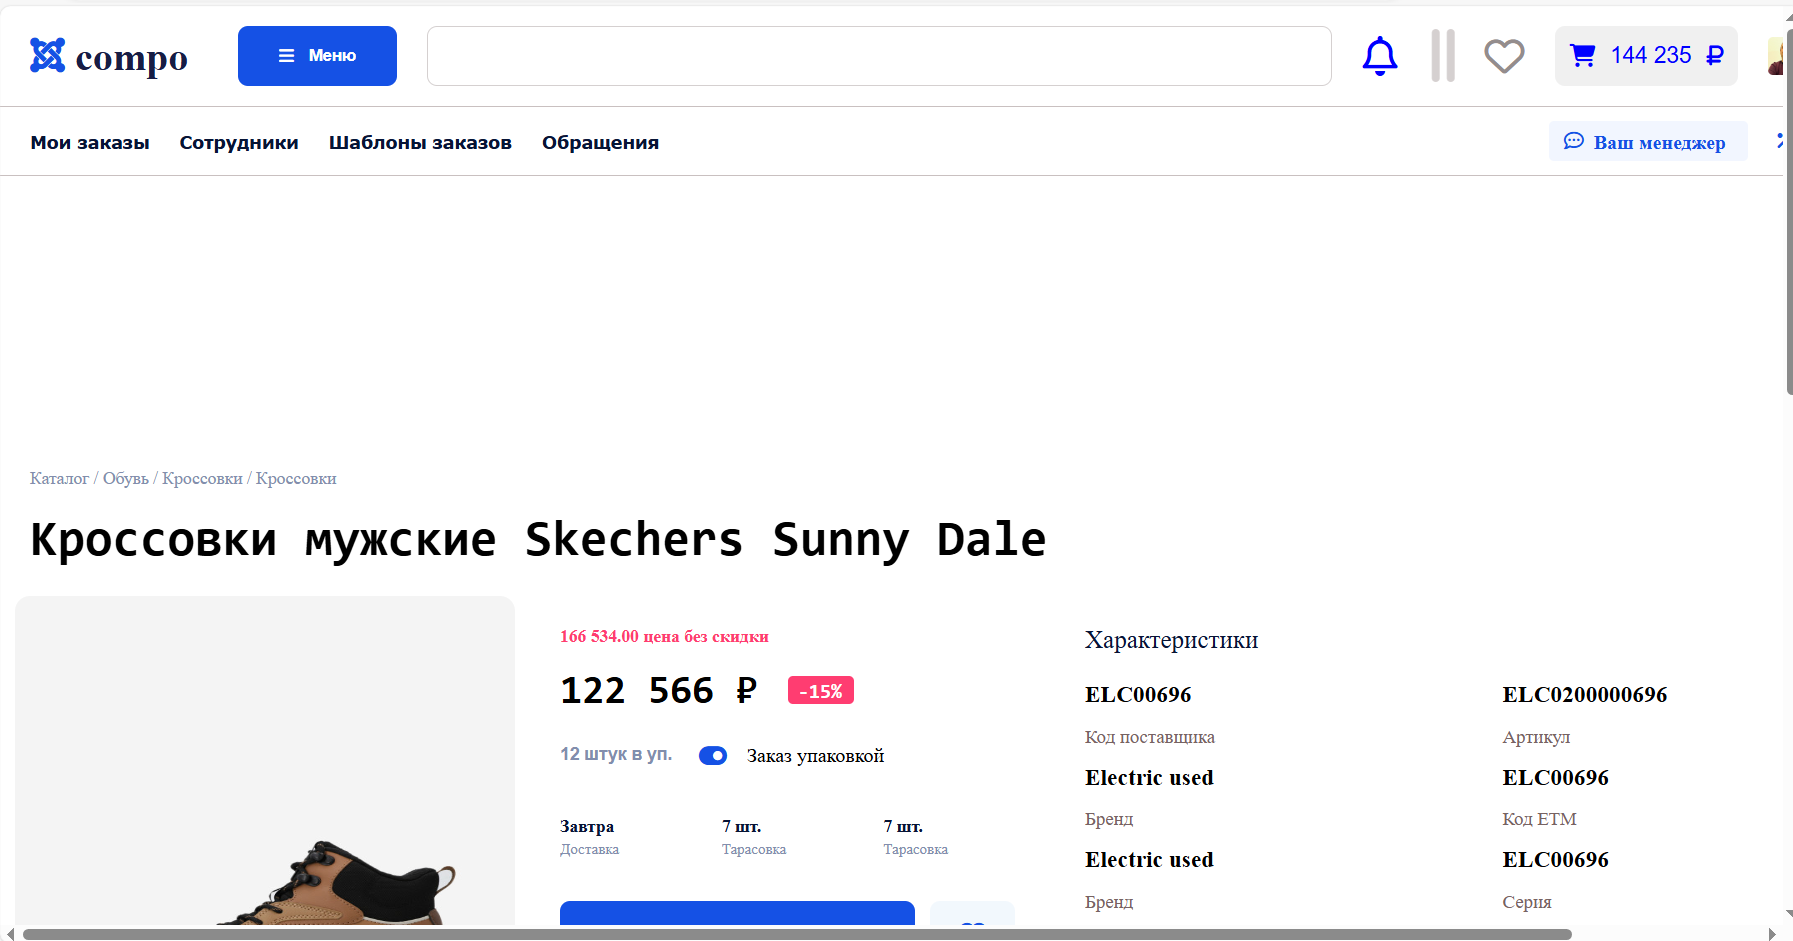 compo
Меню
144 235 ₽
Мои заказы
Сотрудники
Шаблоны заказов
Обращения
Ваш менеджер
Каталог / Обувь / Кроссовки / Кроссовки
Кроссовки мужские Skechers Sunny Dale
166 534.00 цена без скидки
122 566 ₽ -15%
12 штук в уп. Заказ упаковкой
Завтра 7 шт. 7 шт.
Доставка Тарасовка Тарасовка
Характеристики
ELC00696 ELC0200000696
Код поставщика Артикул
Electric used ELC00696
Бренд Код ETM
Electric used ELC00696
Бренд Серия